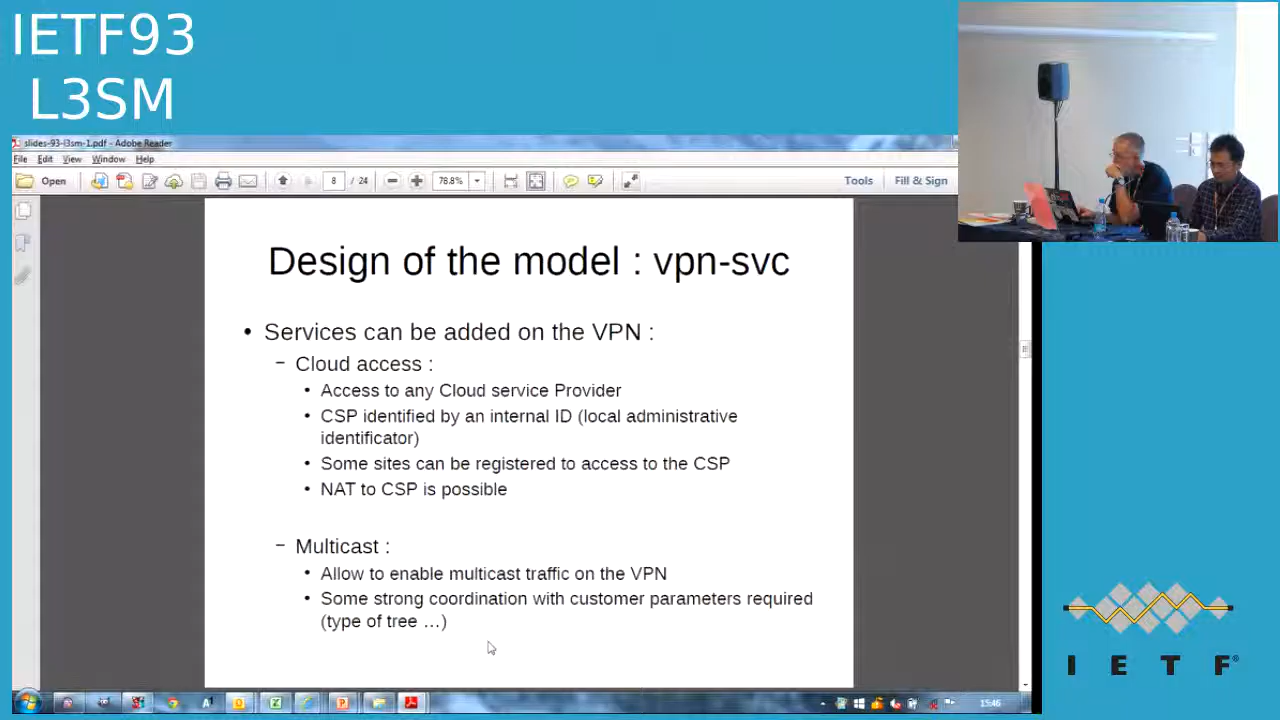 IETF93
L3SM
slides-93-l3sm-1.pdf - Adobe Reader
File Edit View Window Help
Open 8 / 24 78.8% Tools Fill & Sign
Design of the model : vpn-svc
• Services can be added on the VPN :
– Cloud access :
• Access to any Cloud service Provider
• CSP identified by an internal ID (local administrative
identificator)
• Some sites can be registered to access to the CSP
• NAT to CSP is possible
– Multicast :
• Allow to enable multicast traffic on the VPN
• Some strong coordination with customer parameters required
(type of tree ...)
I E T F®
15:46